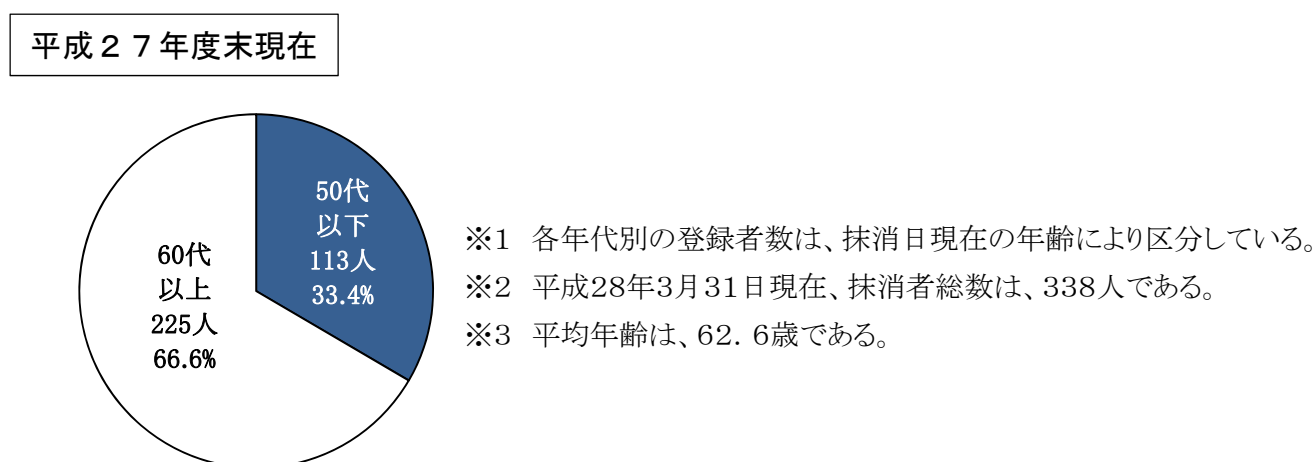 平成２７年度末現在
50代
以下
113人
33.4%
60代
以上
225人
66.6%
※1 各年代別の登録者数は、抹消日現在の年齢により区分している。
※2 平成28年3月31日現在、抹消者総数は、338人である。
※3 平均年齢は、62．6歳である。